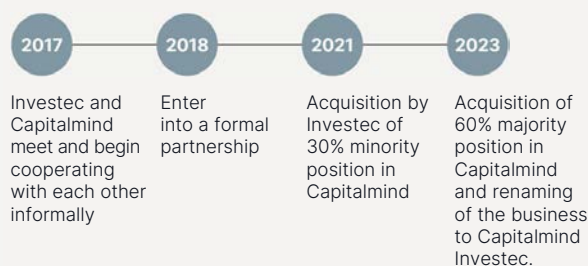 2017
2018
2021
2023
Investec and
Capitalmind
meet and begin
cooperating
with each other
informally
Enter
into a formal
partnership
Acquisition by
Investec of
30% minority
position in
Capitalmind
Acquisition of
60% majority
position in
Capitalmind
and renaming
of the business
to Capitalmind
Investec.